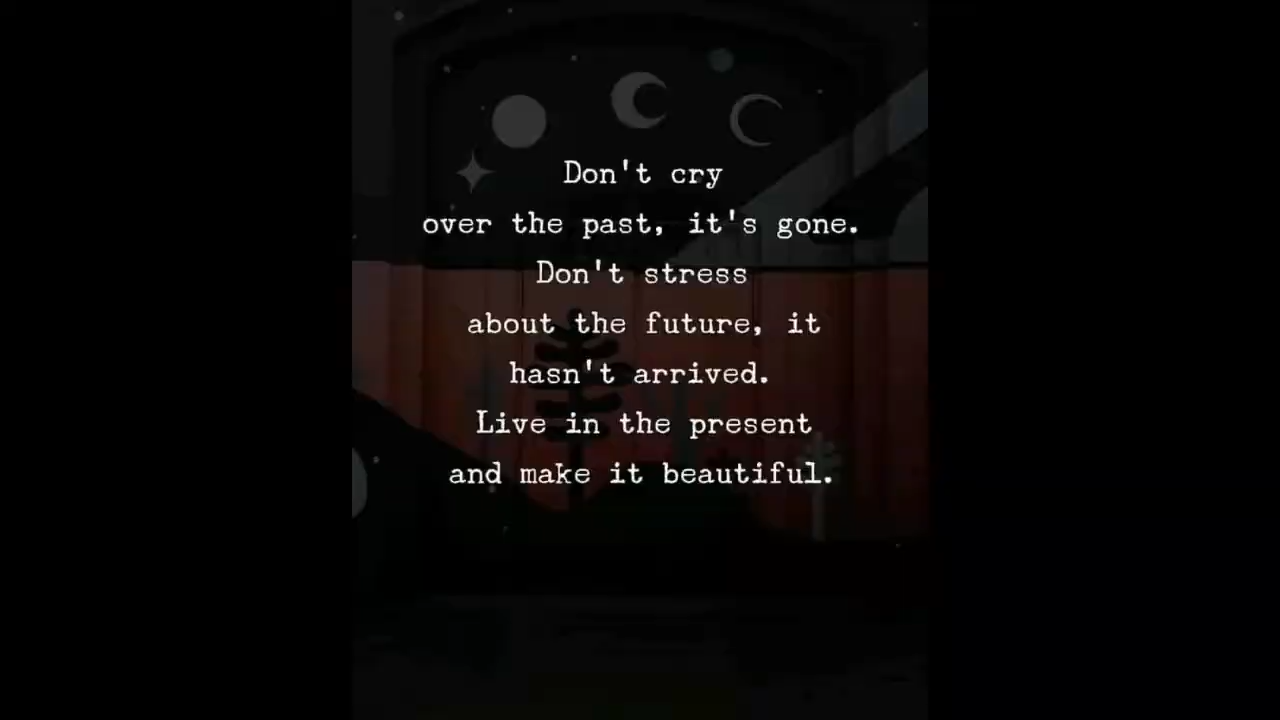 Don't cry
over the past, it's gone.
Don't stress
about the future, it
hasn't arrived.
Live in the present
and make it beautiful.